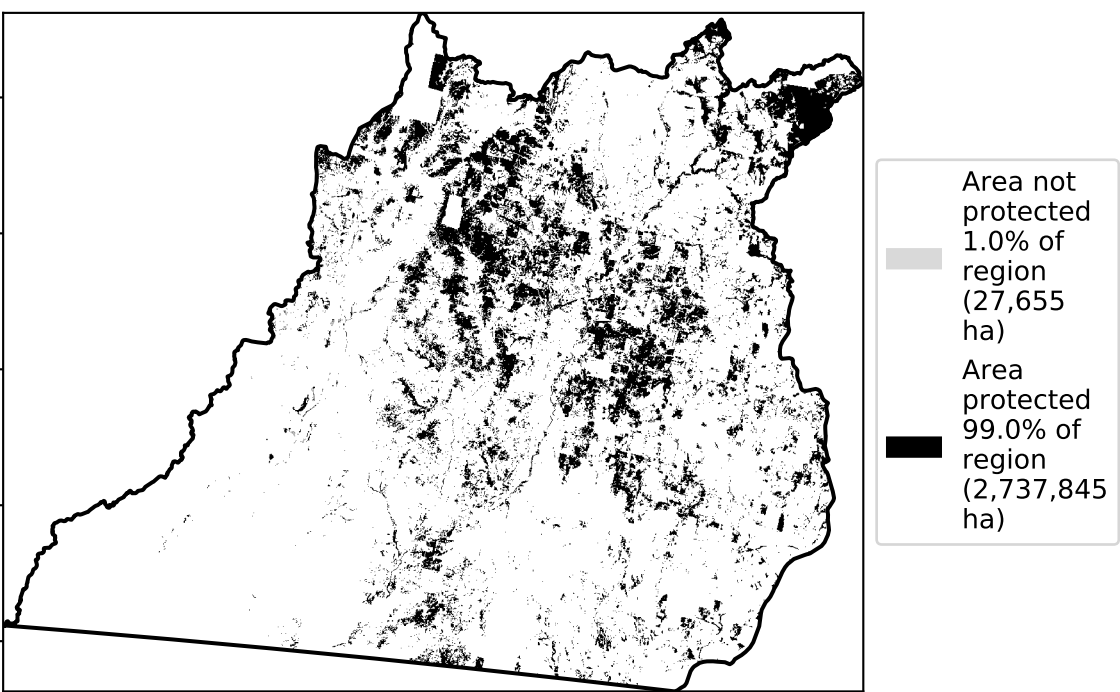 Area not
protected
1.0% of
region
(27,655
ha)
Area
protected
99.0% of
region
(2,737,845
ha)